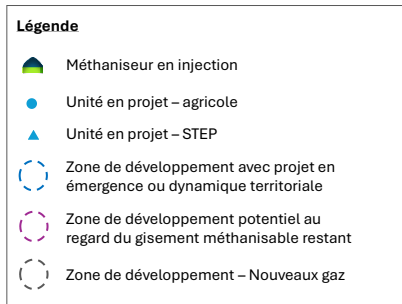 Légende
Méthaniseur en injection
Unité en projet – agricole
Unité en projet – STEP
Zone de développement avec projet en
émergence ou dynamique territoriale
Zone de développement potentiel au
regard du gisement méthanisable restant
Zone de développement – Nouveaux gaz